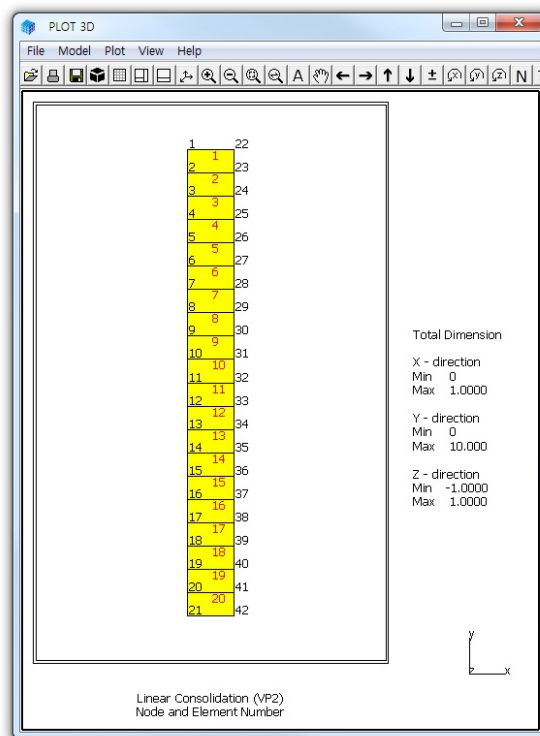 PLOT 3D
File Model Plot View Help
A N
1 22
1
2 23
2
3 24
3
4 25
4
5 26
5
6 27
6
7 28
7
8 29
8
9 30
9
10 31
10
11 32
11
12 33
12
13 34
13
14 35
14
15 36
15
16 37
16
17 38
17
18 39
18
19 40
19
20 41
20
21 42
Total Dimension
X - direction
Min 0
Max 1.0000
Y - direction
Min 0
Max 10.000
Z - direction
Min -1.0000
Max 1.0000
y
z x
Linear Consolidation (VP2)
Node and Element Number